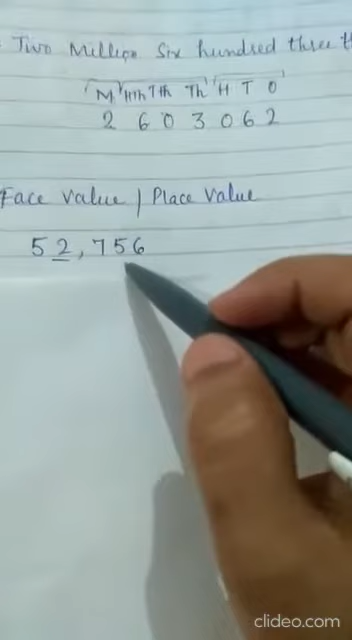 Two Million Six hundred three
M Hth Tth Th H T O
2 6 0 3 0 6 2
Face value / Place value
52,756
clideo.com